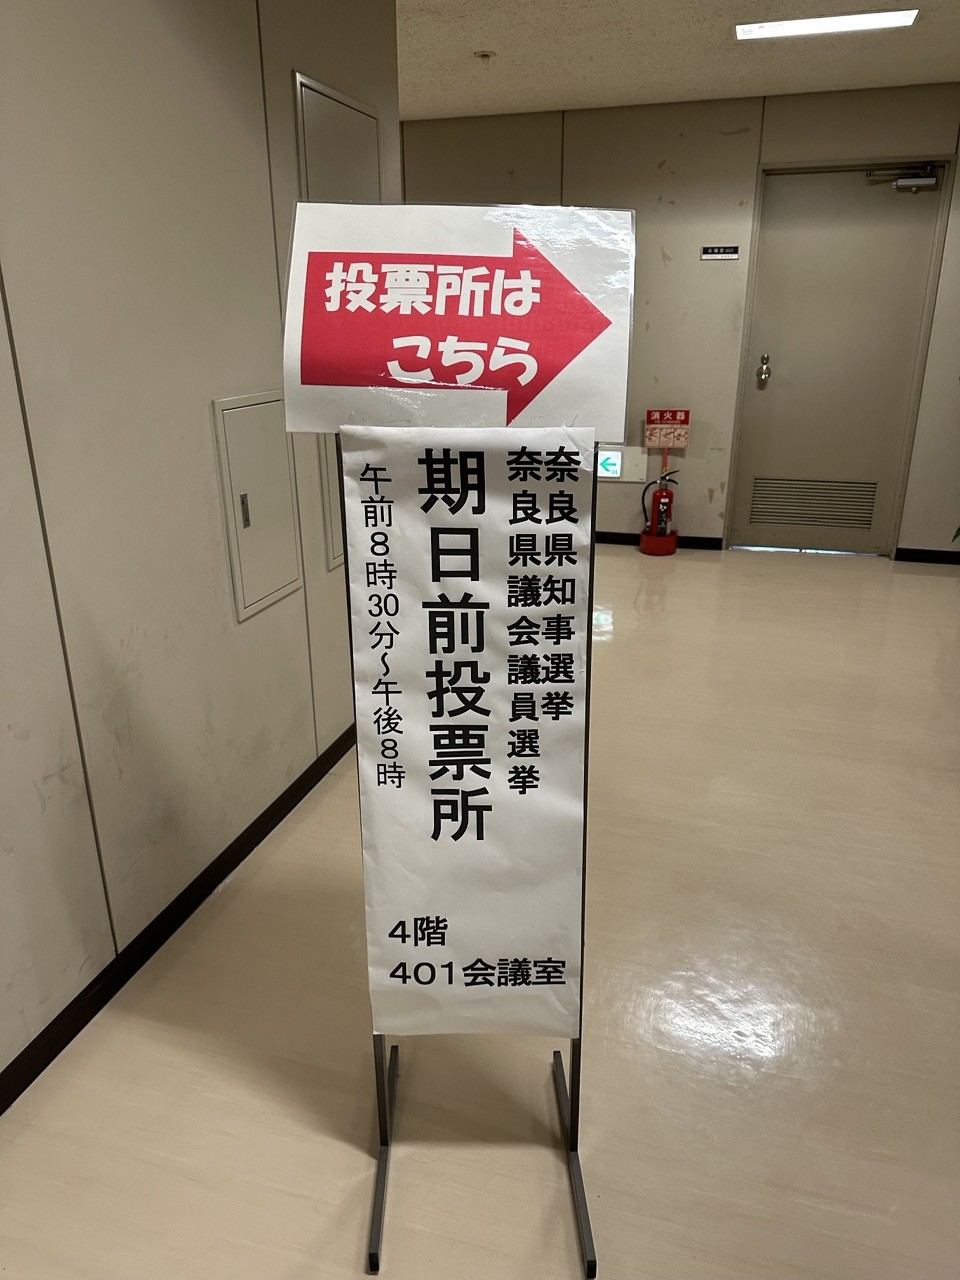 投票所は
こちら
奈良県知事選挙
奈良県議会議員選挙
期日前投票所
午前8時30分～午後8時
4階
401会議室
消火器